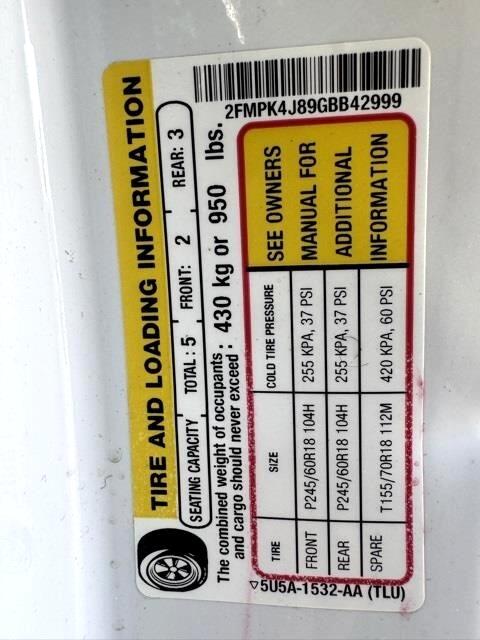 TIRE AND LOADING INFORMATION
SEATING CAPACITY TOTAL : 5 FRONT: 2 REAR: 3
The combined weight of occupants : 430 kg or 950 lbs.
and cargo should never exceed :
2FMPK4J89GBB42999
TIRE SIZE COLD TIRE PRESSURE SEE OWNERS
FRONT P245/60R18 104H 255 KPA, 37 PSI MANUAL FOR
REAR P245/60R18 104H 255 KPA, 37 PSI ADDITIONAL
SPARE T155/70R18 112M 420 KPA, 60 PSI INFORMATION
▽5U5A-1532-AA (TLU)